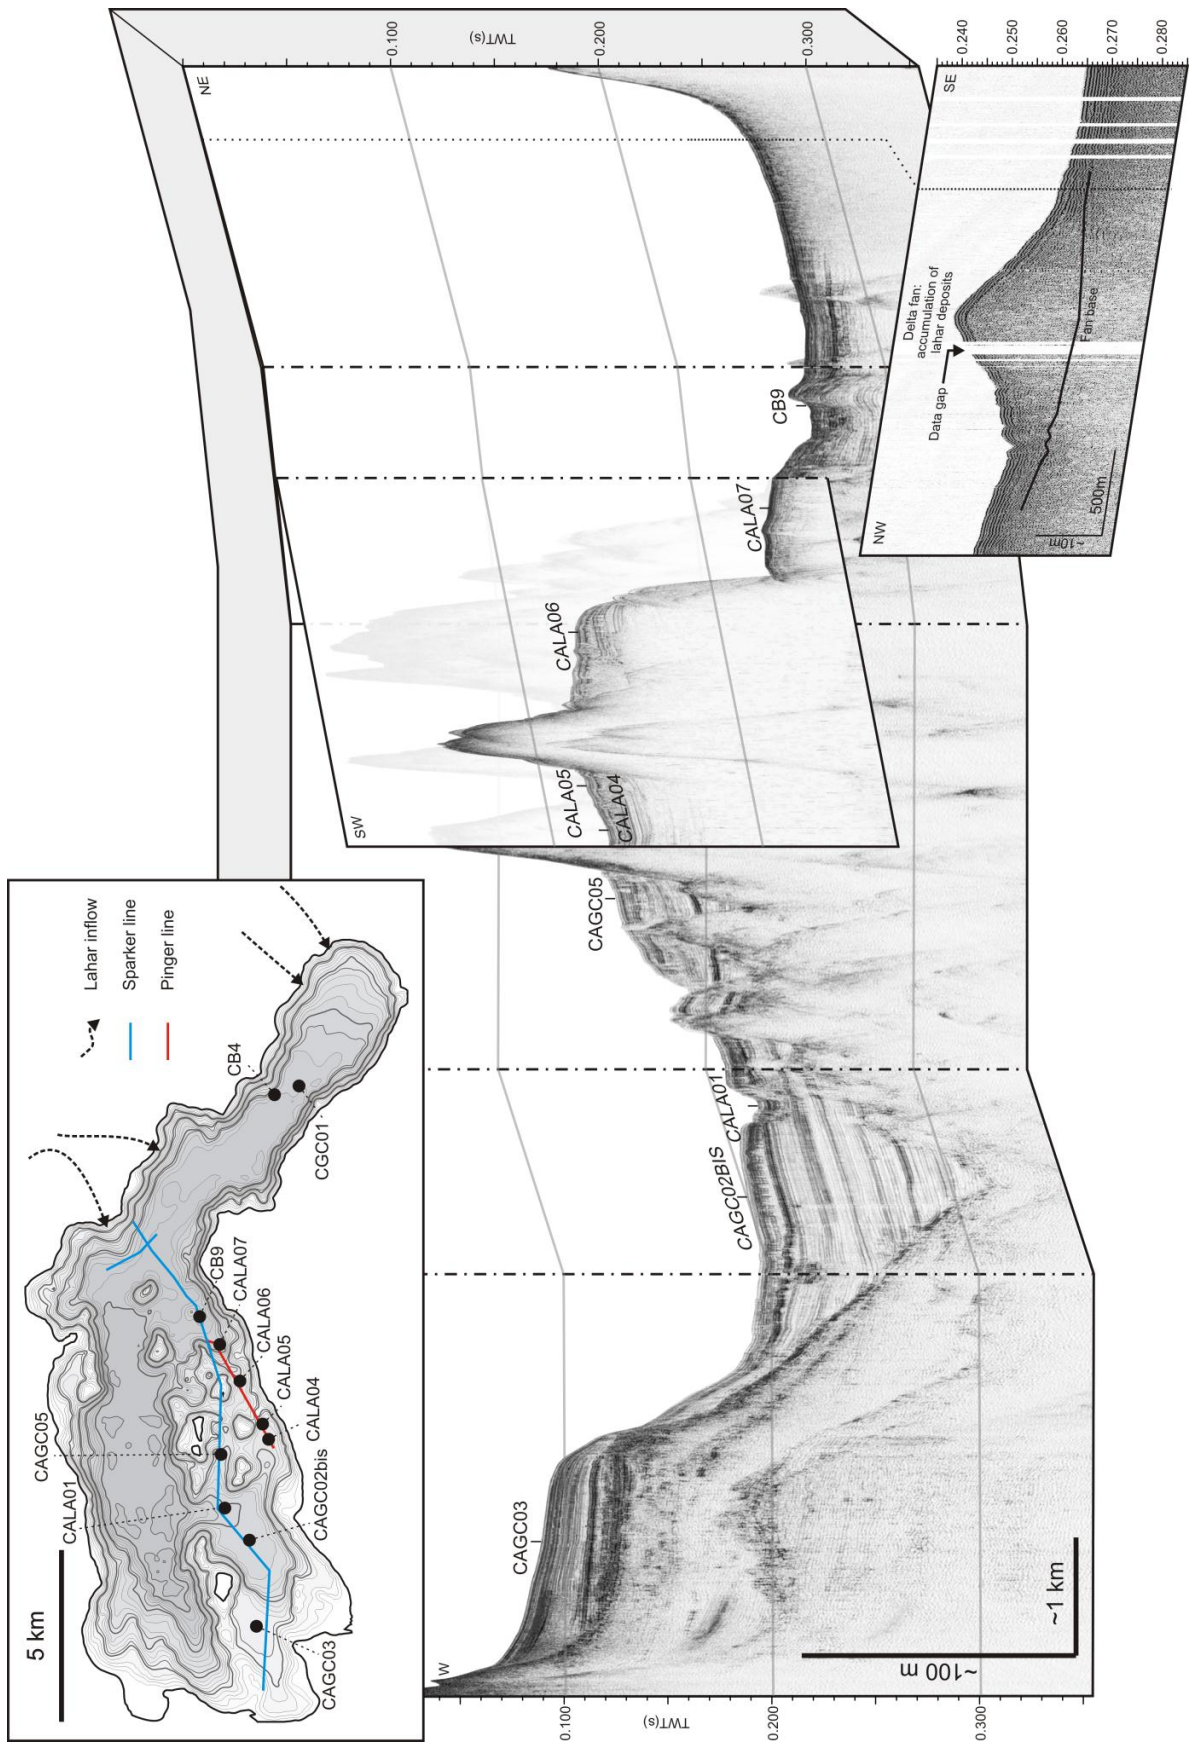 5 km
Lahar inflow
Sparker line
Pinger line
CAGC05
CALA01
CAGC03
CAGC02bis
CALA04
CALA05
CALA06
CALA07
CB9
CGC01
CB4
NE
0.100
TWT(s)
0.200
0.300
SW
CALA05
CALA04
CALA06
CALA07
CB9
W
CAGC03
CAGC02BIS
CALA01
CAGC05
0.100
TWT(s)
0.200
0.300
~100 m
~1 km
NW
SE
Data gap
Delta fan:
accumulation of
lahar deposits
Fan base
~10m
500m
0.240
0.250
0.260
0.270
0.280